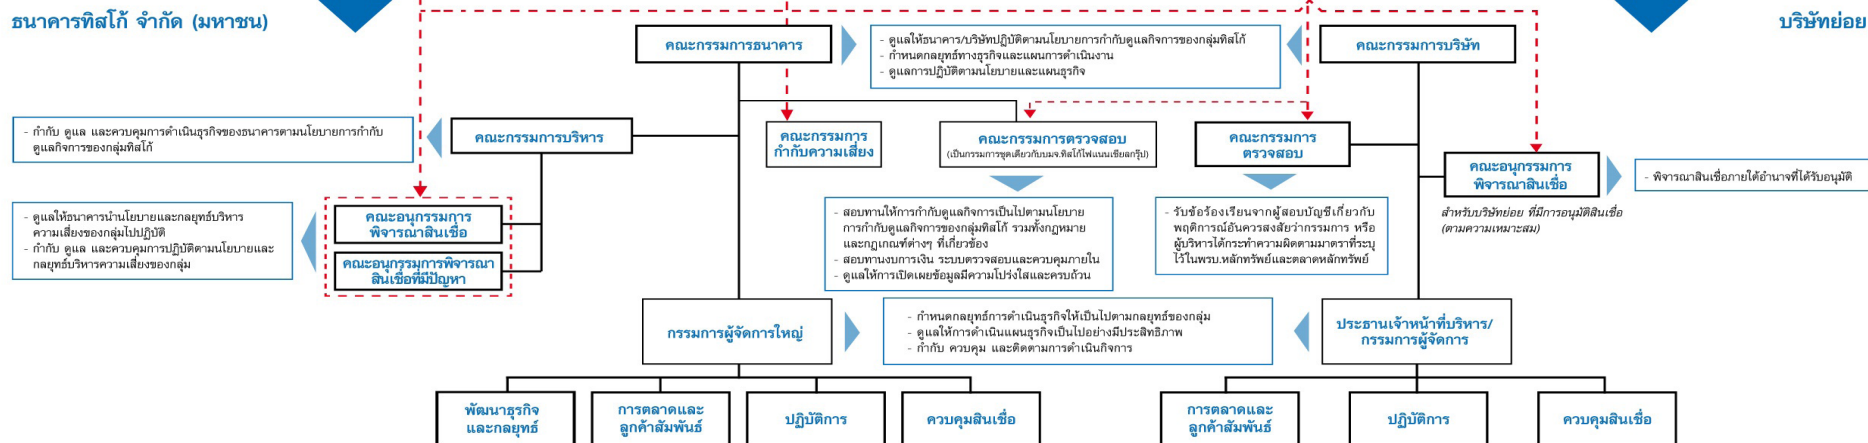 ธนาคารทิสโก้ จำกัด (มหาชน)
บริษัทย่อย
คณะกรรมการธนาคาร
- ดูแลให้ธนาคาร/บริษัทปฏิบัติตามนโยบายการกำกับดูแลกิจการของกลุ่มทิสโก้
- กำหนดกลยุทธ์ทางธุรกิจและแผนการดำเนินงาน
- ดูแลการปฏิบัติตามนโยบายและแผนธุรกิจ
คณะกรรมการบริษัท
- กำกับ ดูแล และควบคุมการดำเนินธุรกิจของธนาคารตามนโยบายการกำกับ
ดูแลกิจการของกลุ่มทิสโก้
คณะกรรมการบริหาร
คณะกรรมการ
กำกับความเสี่ยง
คณะกรรมการตรวจสอบ
(เป็นกรรมการชุดเดียวกับบมจ.ทิสโก้ไฟแนนเชียลกรุ๊ป)
คณะกรรมการ
ตรวจสอบ
คณะอนุกรรมการ
พิจารณาสินเชื่อ
- พิจารณาสินเชื่อภายใต้อำนาจที่ได้รับอนุมัติ
สำหรับบริษัทย่อย ที่มีการอนุมัติสินเชื่อ
(ตามความเหมาะสม)
- ดูแลให้ธนาคารนำนโยบายและกลยุทธ์บริหาร
ความเสี่ยงของกลุ่มไปปฏิบัติ
- กำกับ ดูแล และควบคุมการปฏิบัติตามนโยบายและ
กลยุทธ์บริหารความเสี่ยงของกลุ่ม
คณะอนุกรรมการ
พิจารณาสินเชื่อ
คณะอนุกรรมการพิจารณา
สินเชื่อที่มีปัญหา
- สอบทานให้การกำกับดูแลกิจการเป็นไปตามนโยบาย
การกำกับดูแลกิจการของกลุ่มทิสโก้ รวมทั้งกฎหมาย
และกฎเกณฑ์ต่างๆ ที่เกี่ยวข้อง
- สอบทานงบการเงิน ระบบตรวจสอบและควบคุมภายใน
- ดูแลให้การเปิดเผยข้อมูลมีความโปร่งใสและครบถ้วน
- รับข้อร้องเรียนจากผู้สอบบัญชีเกี่ยวกับ
พฤติการณ์อันควรสงสัยว่ากรรมการ หรือ
ผู้บริหารได้กระทำความผิดตามมาตราที่ระบุ
ไว้ในพรบ.หลักทรัพย์และตลาดหลักทรัพย์
กรรมการผู้จัดการใหญ่
- กำหนดกลยุทธ์การดำเนินธุรกิจให้เป็นไปตามกลยุทธ์ของกลุ่ม
- ดูแลให้การดำเนินแผนธุรกิจเป็นไปอย่างมีประสิทธิภาพ
- กำกับ ควบคุม และติดตามการดำเนินกิจการ
ประธานเจ้าหน้าที่บริหาร/
กรรมการผู้จัดการ
พัฒนาธุรกิจ
และกลยุทธ์
การตลาดและ
ลูกค้าสัมพันธ์
ปฏิบัติการ
ควบคุมสินเชื่อ
การตลาดและ
ลูกค้าสัมพันธ์
ปฏิบัติการ
ควบคุมสินเชื่อ